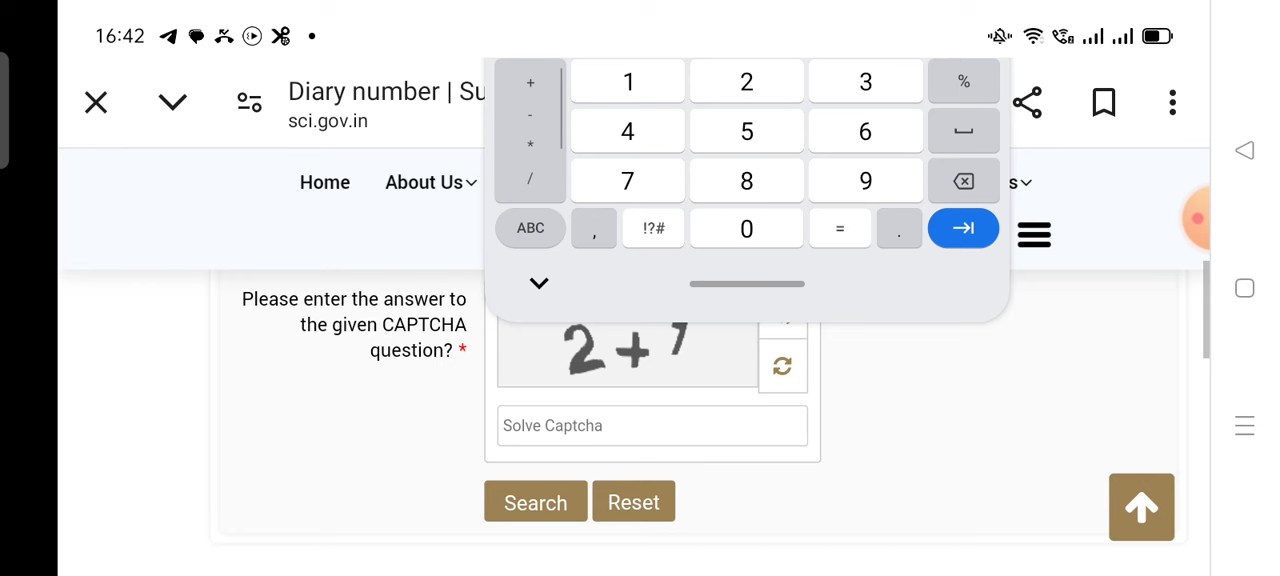 16:42
Diary number | Su
sci.gov.in
Home About Us s
+ 1 2 3 %
- 4 5 6
* 
/ 7 8 9
ABC , !?# 0 = .
Please enter the answer to
the given CAPTCHA
question? *
2 +
Solve Captcha
Search Reset